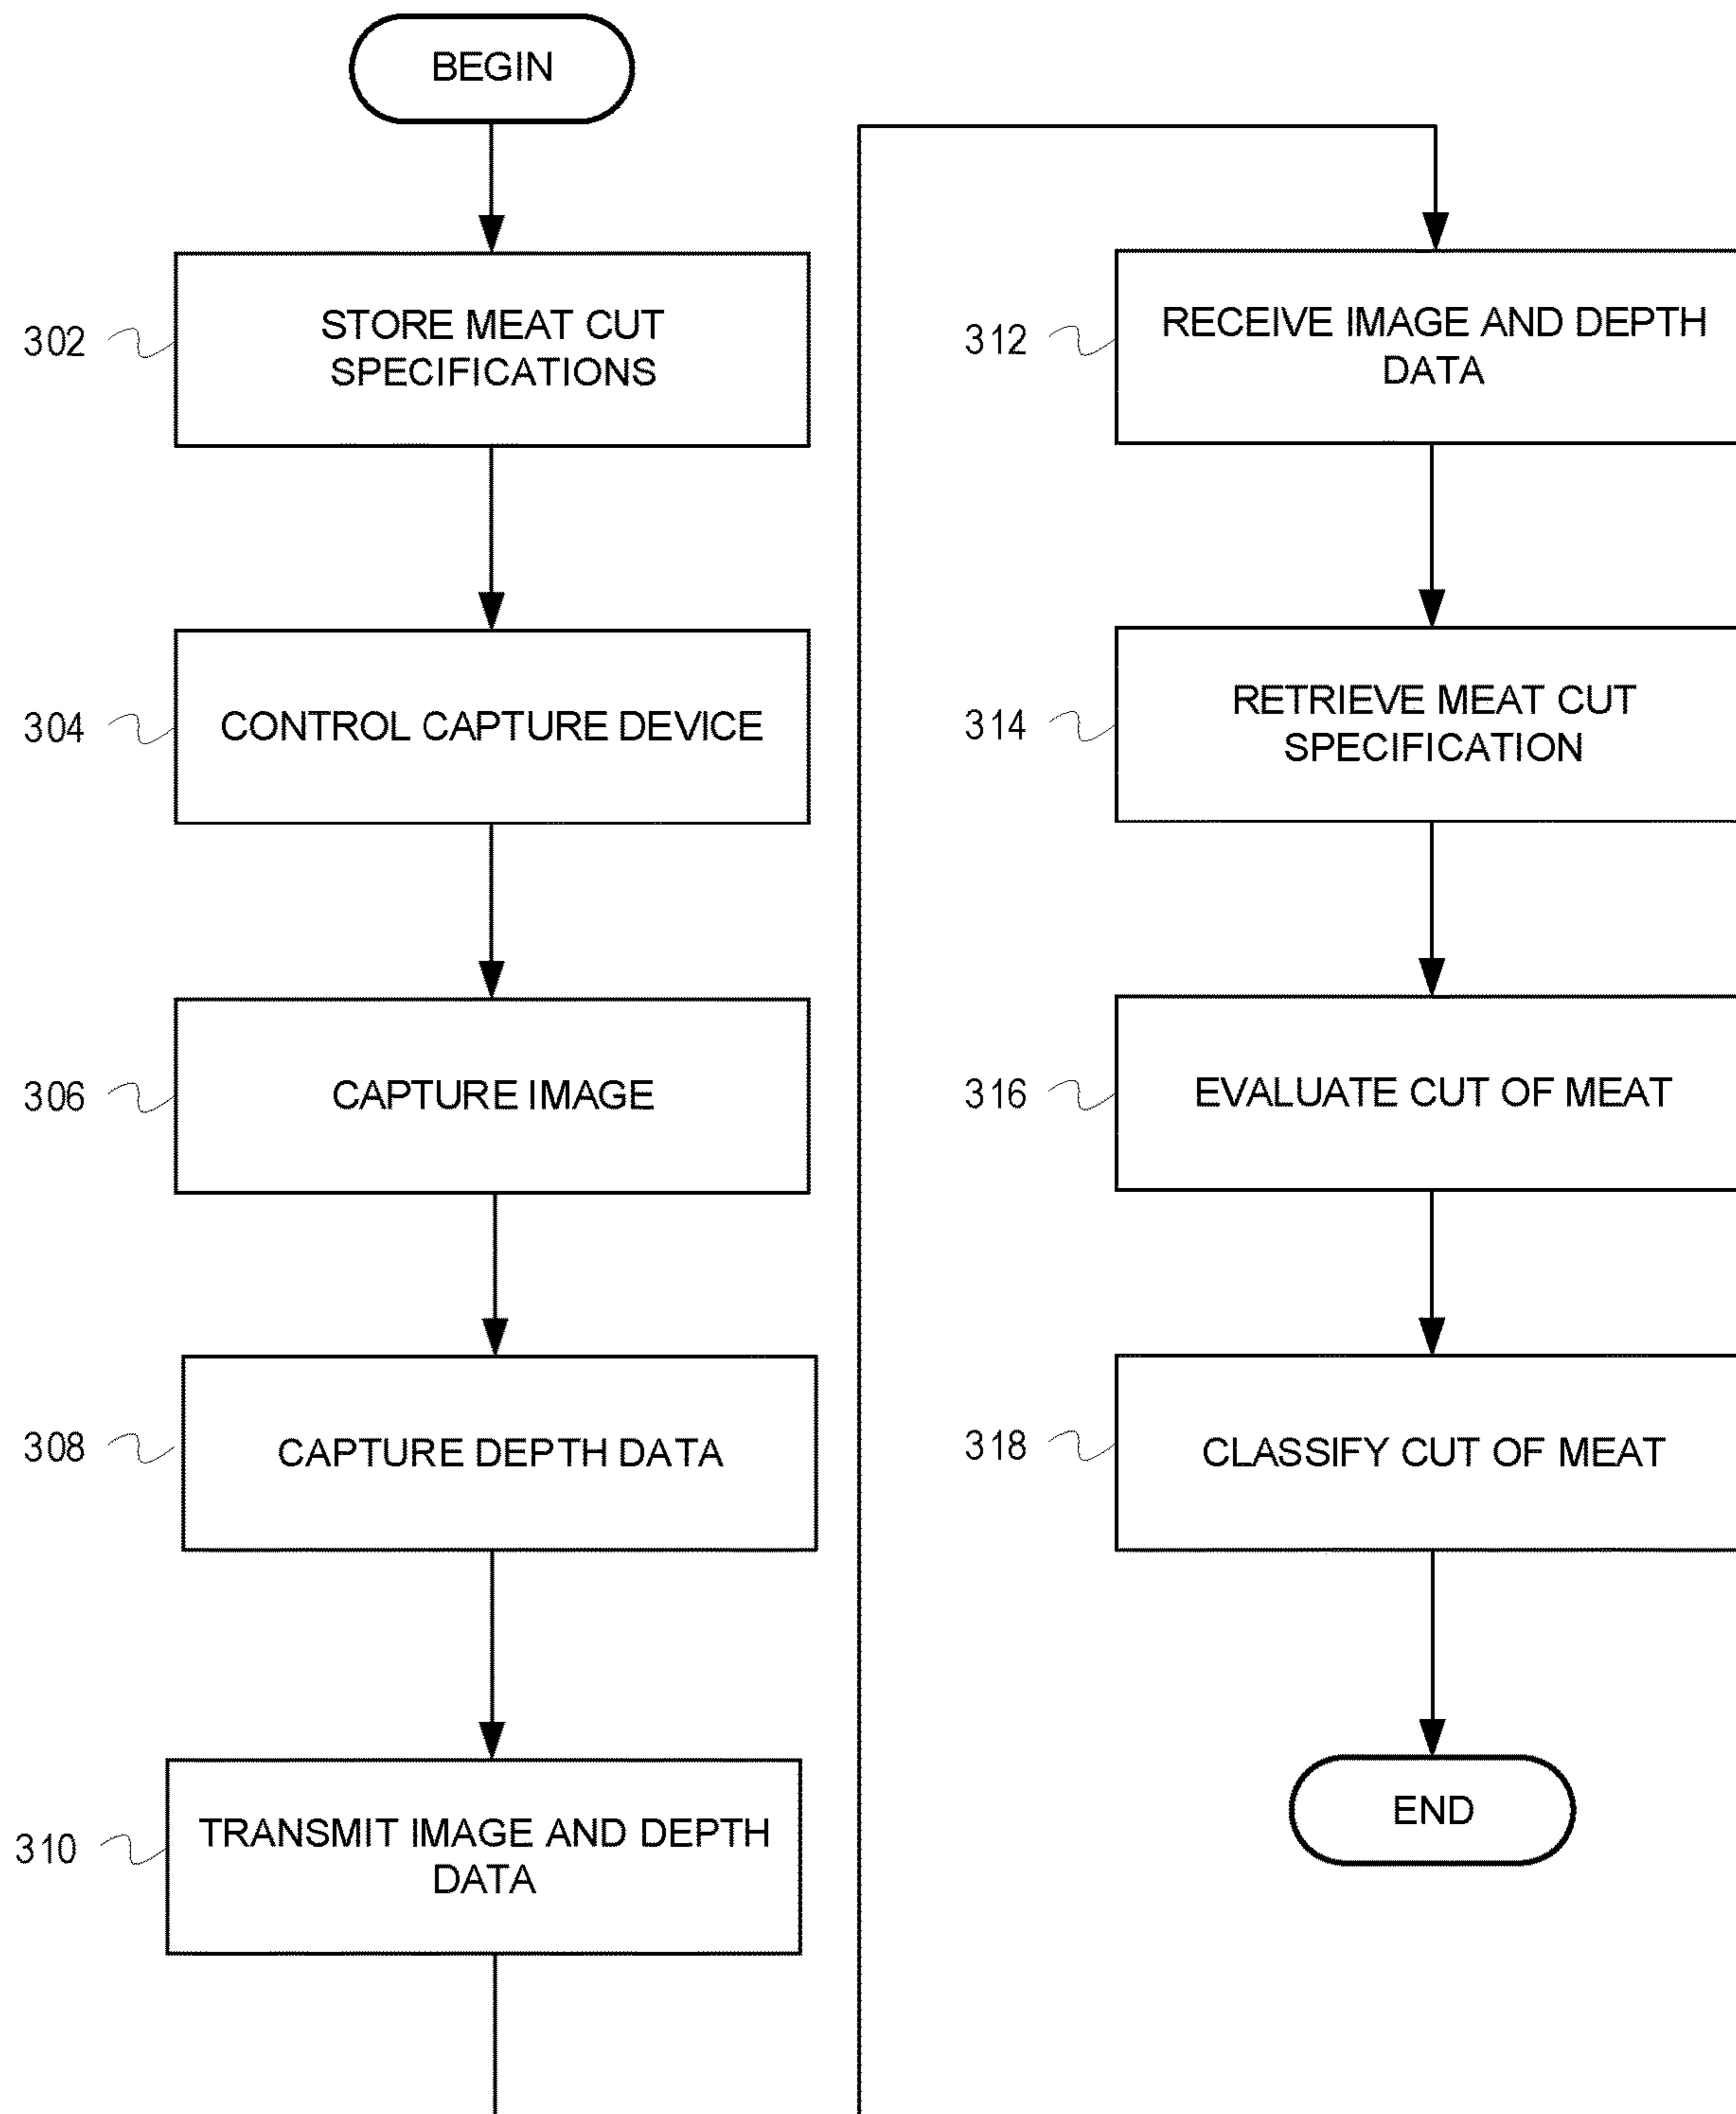 BEGIN
302
STORE MEAT CUT
SPECIFICATIONS
304
CONTROL CAPTURE DEVICE
306
CAPTURE IMAGE
308
CAPTURE DEPTH DATA
310
TRANSMIT IMAGE AND DEPTH
DATA
312
RECEIVE IMAGE AND DEPTH
DATA
314
RETRIEVE MEAT CUT
SPECIFICATION
316
EVALUATE CUT OF MEAT
318
CLASSIFY CUT OF MEAT
END